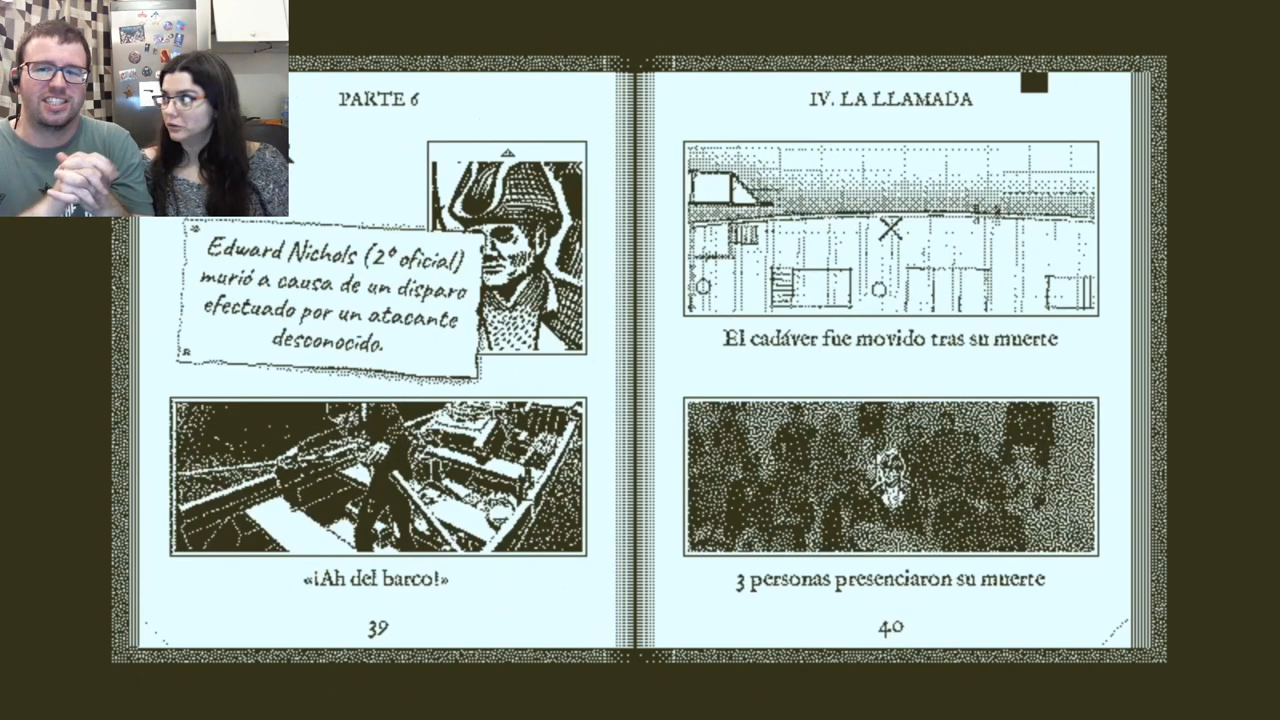 PARTE 6
Edward Nichols (2º oficial)
murió a causa de un disparo
efectuado por un atacante
desconocido.
«¡Ah del barco!»
39
IV. LA LLAMADA
El cadáver fue movido tras su muerte
3 personas presenciaron su muerte
40